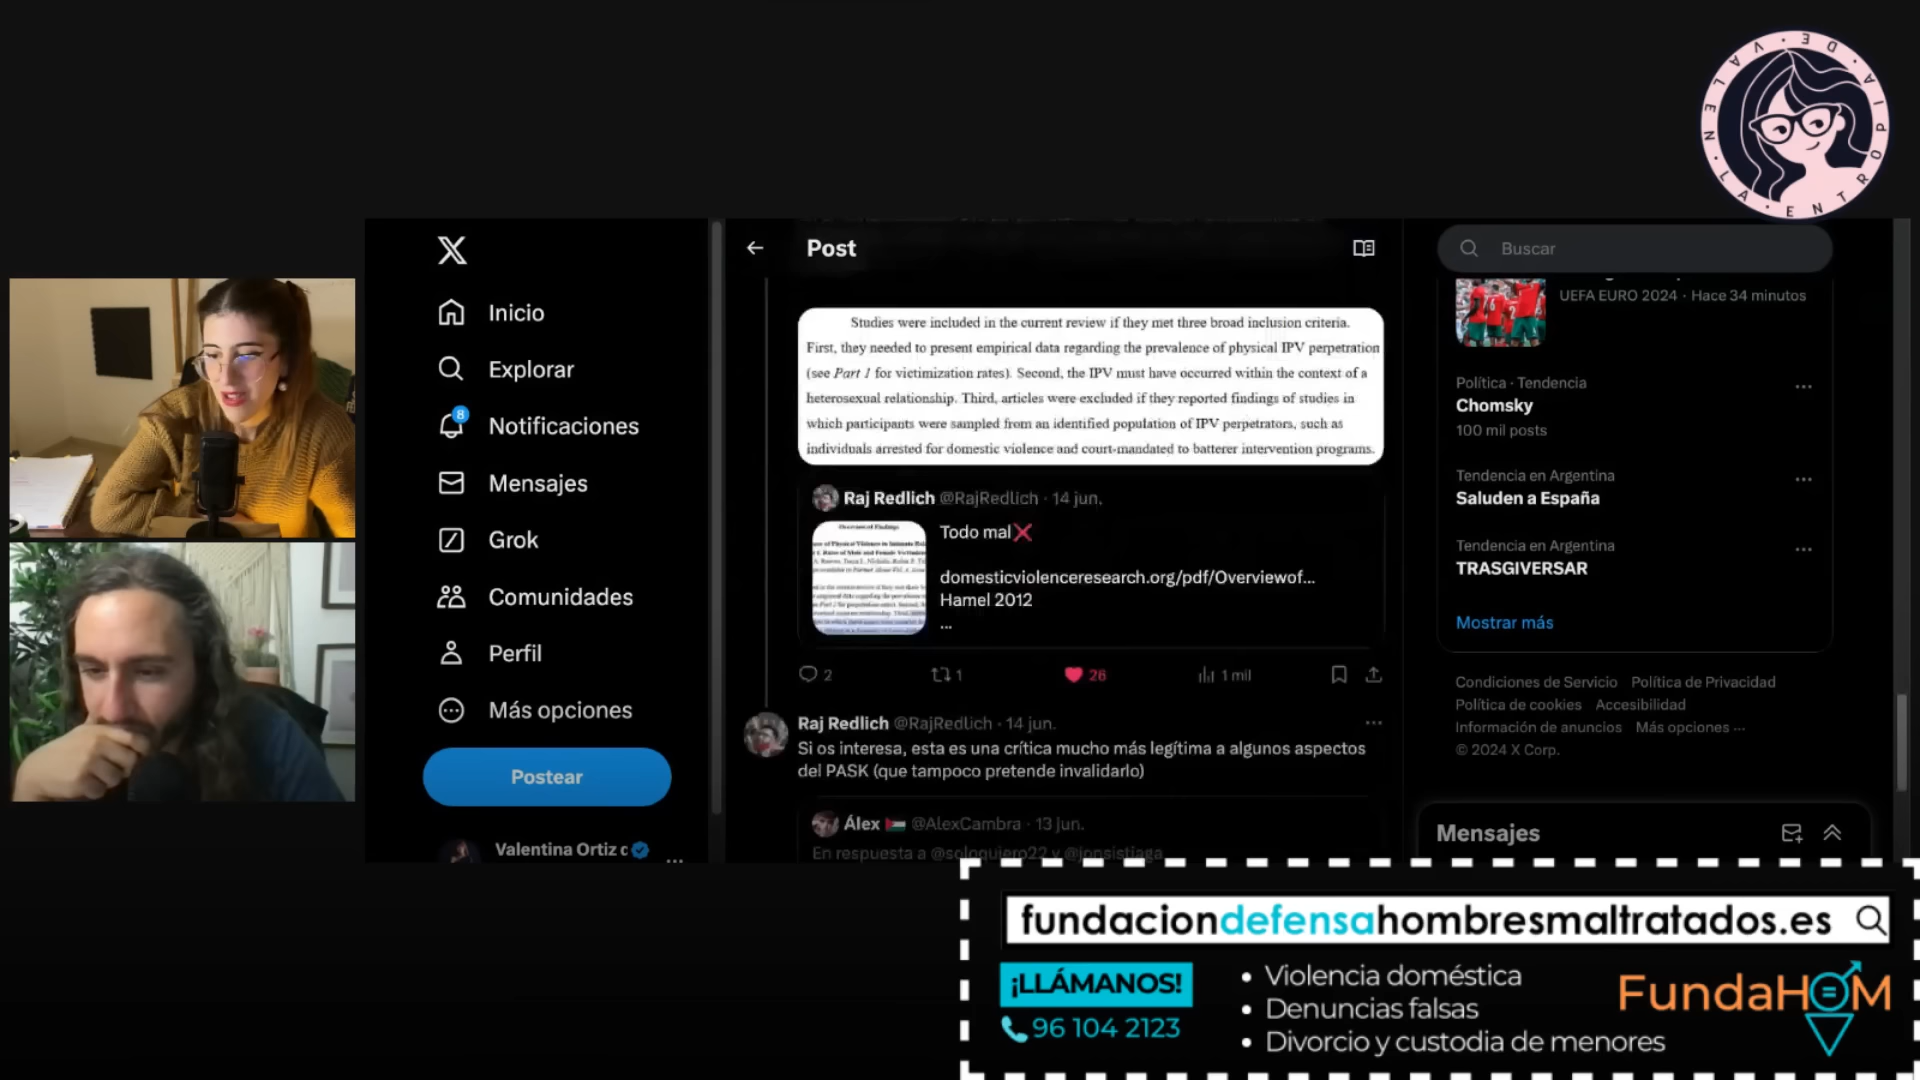 LA ENTROPIA DE VALEN
X
Inicio
Explorar
8
Notificaciones
Mensajes
Grok
Comunidades
Perfil
Más opciones
Postear
Valentina Ortiz c
Post
Studies were included in the current review if they met three broad inclusion criteria.
First, they needed to present empirical data regarding the prevalence of physical IPV perpetration
(see Part 1 for victimization rates). Second, the IPV must have occurred within the context of a
heterosexual relationship. Third, articles were excluded if they reported findings of studies in
which participants were sampled from an identified population of IPV perpetrators, such as
individuals arrested for domestic violence and court-mandated to batterer intervention programs.
Raj Redlich @RajRedlich · 14 jun.
Todo mal❌
domesticviolenceresearch.org/pdf/Overviewof...
Hamel 2012
...
2 1 26 1 mil
Raj Redlich @RajRedlich · 14 jun.
Si os interesa, esta es una crítica mucho más legítima a algunos aspectos
del PASK (que tampoco pretende invalidarlo)
Álex 🇵🇸 @AlexCambra · 13 jun.
En respuesta a @soloquiero22 y @jonsistiaga
Buscar
UEFA EURO 2024 · Hace 34 minutos
Política · Tendencia
Chomsky
100 mil posts
Tendencia en Argentina
Saluden a España
Tendencia en Argentina
TRASGIVERSAR
Mostrar más
Condiciones de Servicio Política de Privacidad
Política de cookies Accesibilidad
Información de anuncios Más opciones ...
© 2024 X Corp.
Mensajes
fundaciondefensahombresmaltratados.es
¡LLÁMANOS!
96 104 2123
• Violencia doméstica
• Denuncias falsas
• Divorcio y custodia de menores
FundaHOM